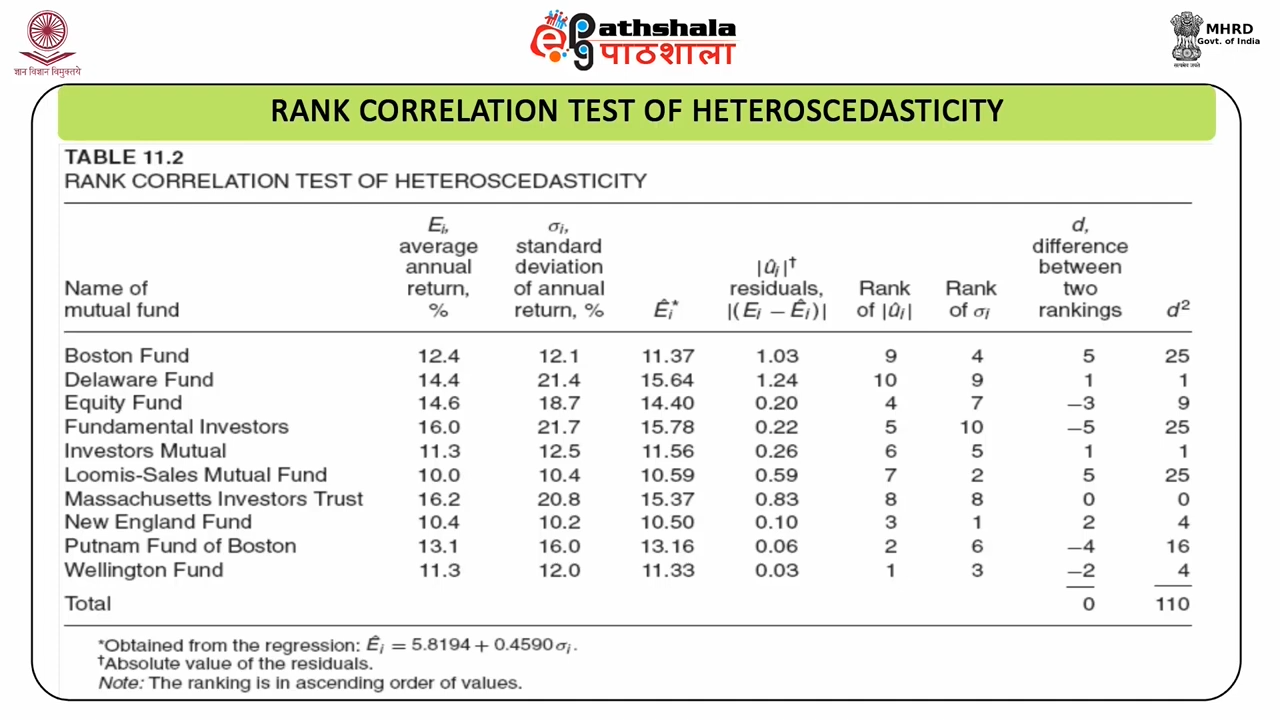 ज्ञान विज्ञान विमुक्तये
ePg Pathshala
पाठशाला
MHRD
Govt. of India
सत्यमेव जयते
RANK CORRELATION TEST OF HETEROSCEDASTICITY
TABLE 11.2
RANK CORRELATION TEST OF HETEROSCEDASTICITY
Name of mutual fund | Eᵢ, average annual return, % | σᵢ, standard deviation of annual return, % | Êᵢ* | |ûᵢ|† residuals, |(Eᵢ − Êᵢ)| | Rank of |ûᵢ| | Rank of σᵢ | d, difference between two rankings | d²
Boston Fund 12.4 12.1 11.37 1.03 9 4 5 25
Delaware Fund 14.4 21.4 15.64 1.24 10 9 1 1
Equity Fund 14.6 18.7 14.40 0.20 4 7 −3 9
Fundamental Investors 16.0 21.7 15.78 0.22 5 10 −5 25
Investors Mutual 11.3 12.5 11.56 0.26 6 5 1 1
Loomis-Sales Mutual Fund 10.0 10.4 10.59 0.59 7 2 5 25
Massachusetts Investors Trust 16.2 20.8 15.37 0.83 8 8 0 0
New England Fund 10.4 10.2 10.50 0.10 3 1 2 4
Putnam Fund of Boston 13.1 16.0 13.16 0.06 2 6 −4 16
Wellington Fund 11.3 12.0 11.33 0.03 1 3 −2 4
Total 0 110
*Obtained from the regression: Êᵢ = 5.8194 + 0.4590 σᵢ.
†Absolute value of the residuals.
Note: The ranking is in ascending order of values.